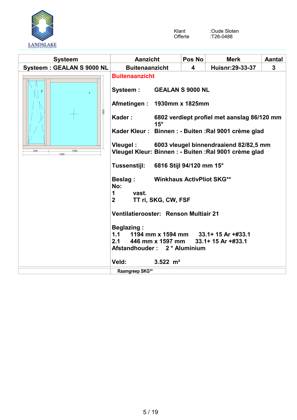 LANDSLAKE
Klant :Oude Sloten
Offerte :T26-0488
Systeem Aanzicht Pos No Merk Aantal
Systeem : GEALAN S 9000 NL Buitenaanzicht 4 Huisnr:29-33-37 3
Buitenaanzicht
Systeem : GEALAN S 9000 NL
Afmetingen : 1930mm x 1825mm
Kader : 6802 verdiept profiel met aanslag 86/120 mm
15°
Kader Kleur : Binnen : - Buiten :Ral 9001 crème glad
Vleugel : 6003 vleugel binnendraaiend 82/82,5 mm
Vleugel Kleur: Binnen : - Buiten :Ral 9001 crème glad
Tussenstijl: 6816 Stijl 94/120 mm 15°
Beslag : Winkhaus ActivPilot SKG**
No:
1 vast.
2 TT rl, SKG, CW, FSF
Ventilatierooster: Renson Multiair 21
Beglazing :
1.1 1194 mm x 1594 mm 33.1+ 15 Ar +#33.1
2.1 446 mm x 1597 mm 33.1+ 15 Ar +#33.1
Afstandhouder : 2 * Aluminium
Veld: 3.522 m²
Raamgreep SKG**
5 / 19